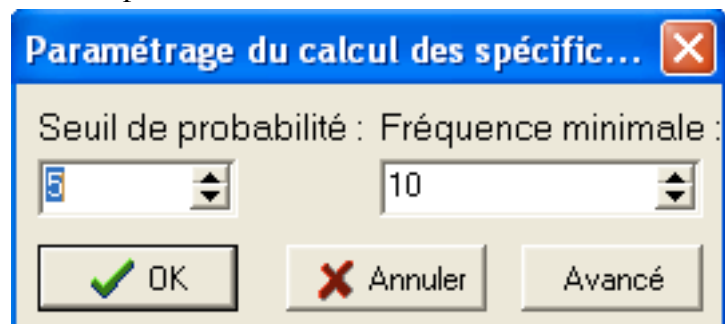 Paramétrage du calcul des spécific...
Seuil de probabilité : Fréquence minimale :
5 10
OK Annuler Avancé